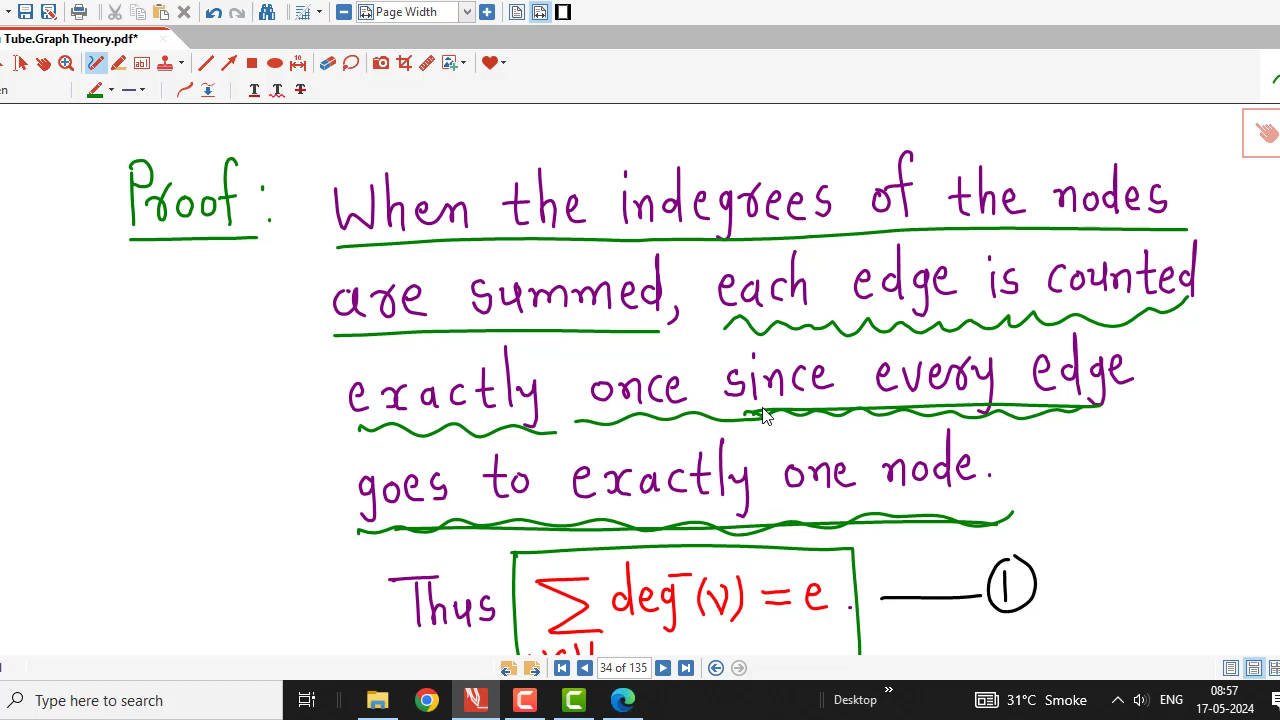 Page Width
Tube.Graph Theory.pdf*
Proof: When the indegrees of the nodes
are summed, each edge is counted
exactly once since every edge
goes to exactly one node.
Thus ∑ deg⁻(v) = e. —— ①
34 of 135
Type here to search
Desktop
31°C Smoke
ENG
08:57
17-05-2024